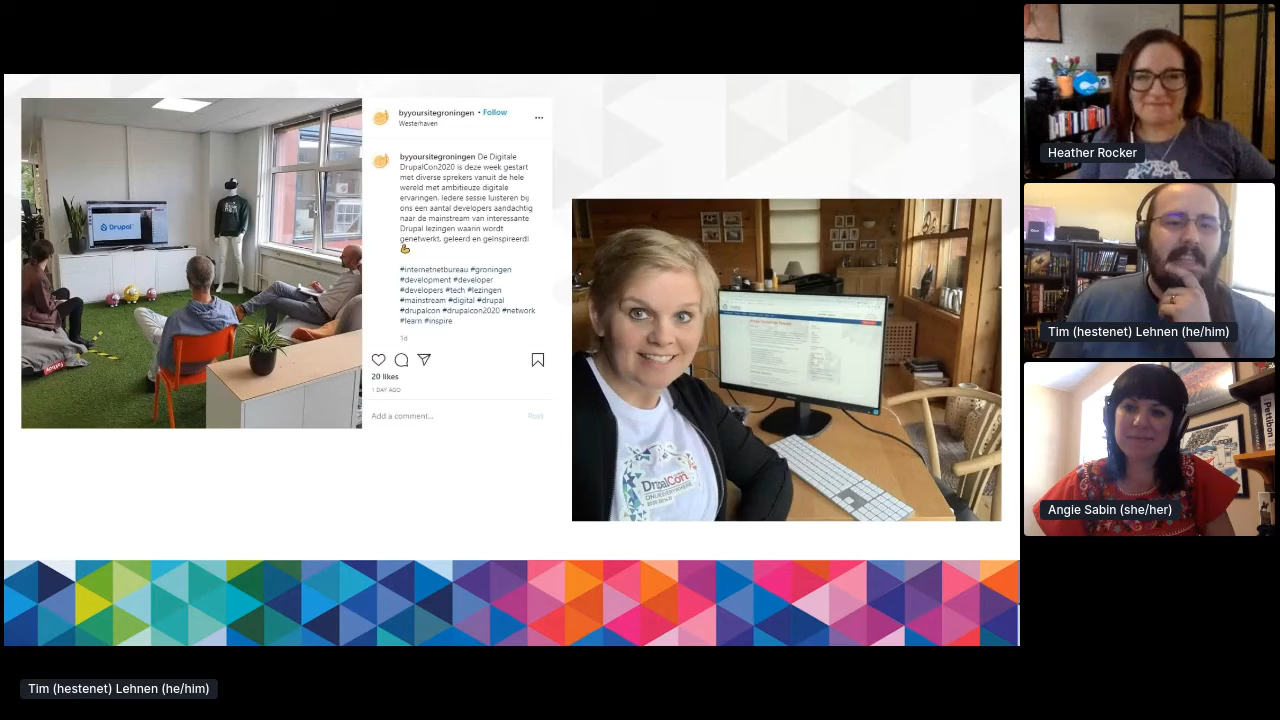 byyoursitegroningen • Follow
Westerhaven
byyoursitegroningen De Digitale
DrupalCon2020 is deze week gestart
met diverse sprekers vanuit de hele
wereld met ambitieuze digitale
ervaringen. Iedere sessie luisteren bij
ons een aantal developers aandachtig
naar de mainstream van interessante
Drupal lezingen waarin wordt
genetwerkt, geleerd en geïnspireerd!
💪
#internetnetbureau #groningen
#development #developer
#developers #tech #lezingen
#mainstream #digital #drupal
#drupalcon #drupalcon2020 #network
#learn #inspire
1d
20 likes
1 DAY AGO
Add a comment...
Post
Drupal
DrupalCon
Heather Rocker
Tim (hestenet) Lehnen (he/him)
Pettibon
Angie Sabin (she/her)
Tim (hestenet) Lehnen (he/him)